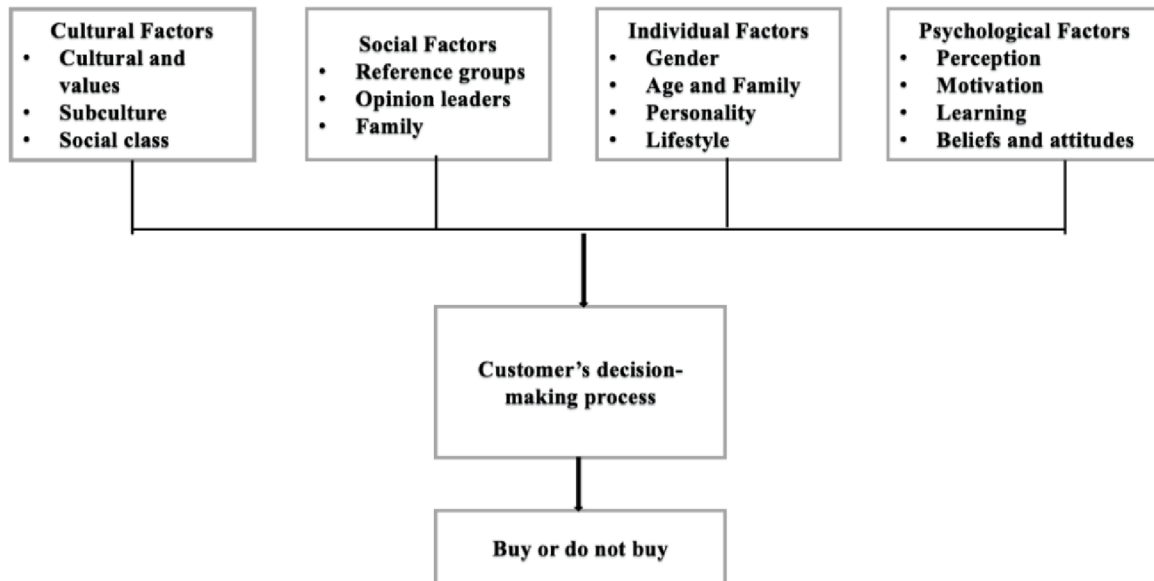 Cultural Factors
• Cultural and
values
• Subculture
• Social class
Social Factors
• Reference groups
• Opinion leaders
• Family
Individual Factors
• Gender
• Age and Family
• Personality
• Lifestyle
Psychological Factors
• Perception
• Motivation
• Learning
• Beliefs and attitudes
Customer’s decision-
making process
Buy or do not buy